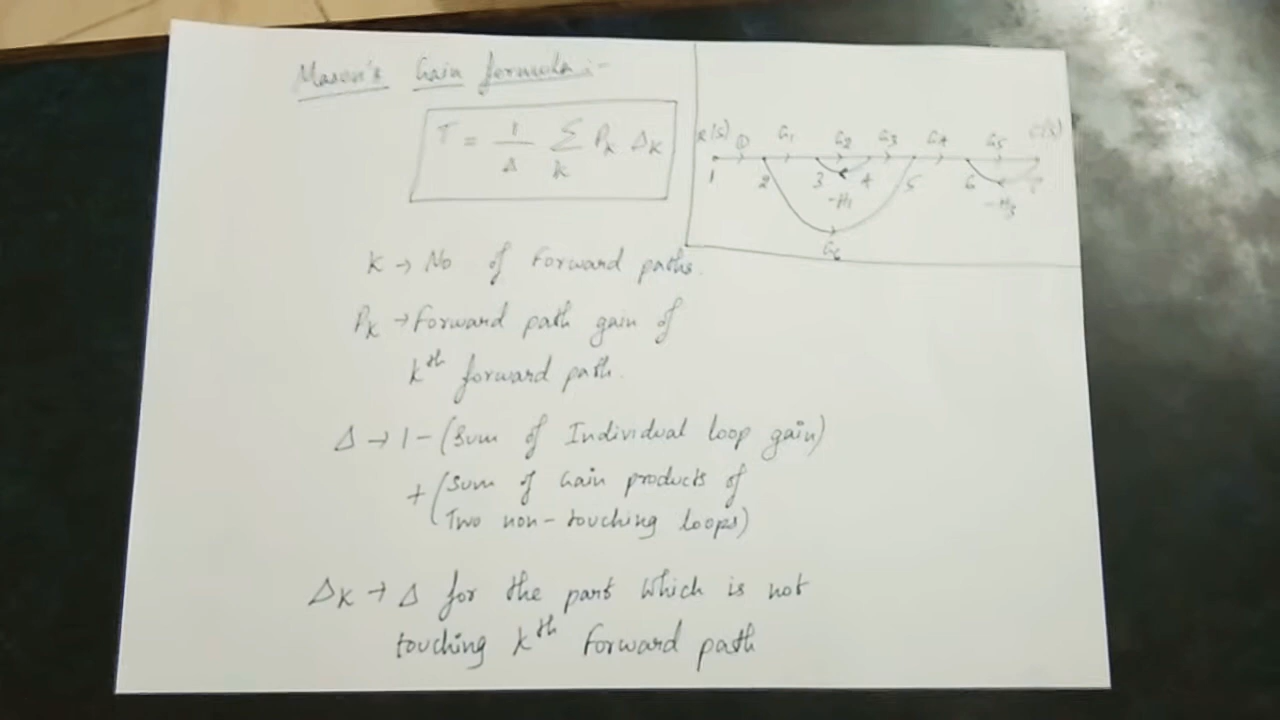 Mason's Gain formula :-
T = 1/Δ Σ_K P_K Δ_K
K → No of Forward paths.
P_K → Forward path gain of
K^th forward path.
Δ → 1 - (Sum of Individual loop gain)
+ (Sum of Gain products of
Two non-touching loops)
Δ_K → Δ for the part which is not
touching K^th Forward path
R(S) ① G1 G2 G3 G4 G5 C(S)
1 2 3 4 5 6
-H1
G6